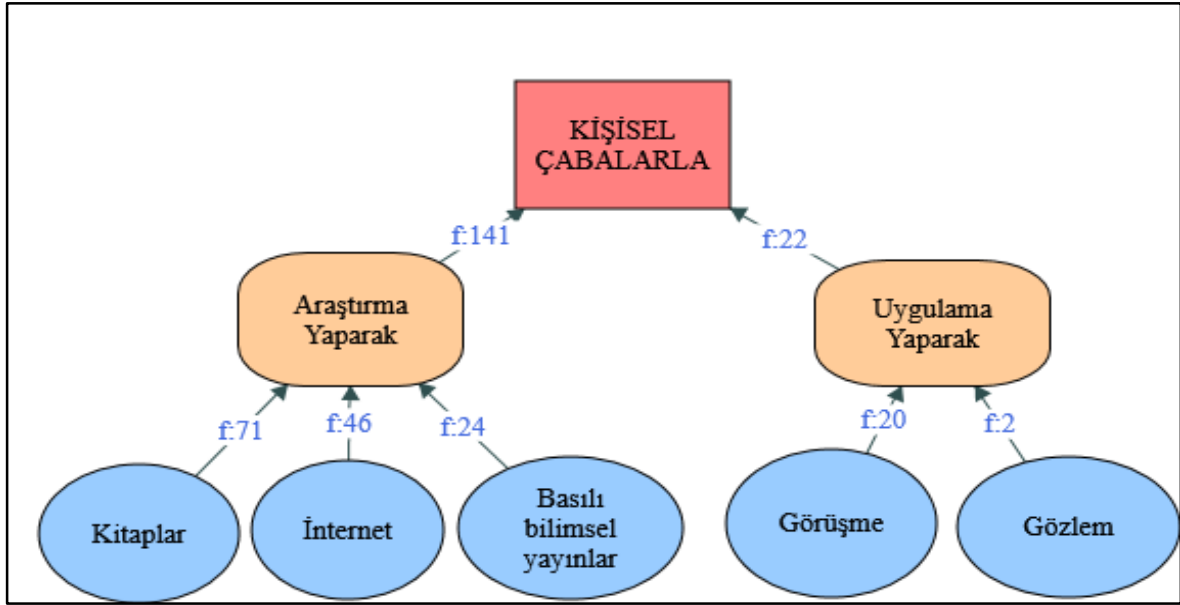 KİŞİSEL
ÇABALARLA
f:141
f:22
Araştırma
Yaparak
Uygulama
Yaparak
f:71
f:46
f:24
f:20
f:2
Kitaplar
İnternet
Basılı
bilimsel
yayınlar
Görüşme
Gözlem